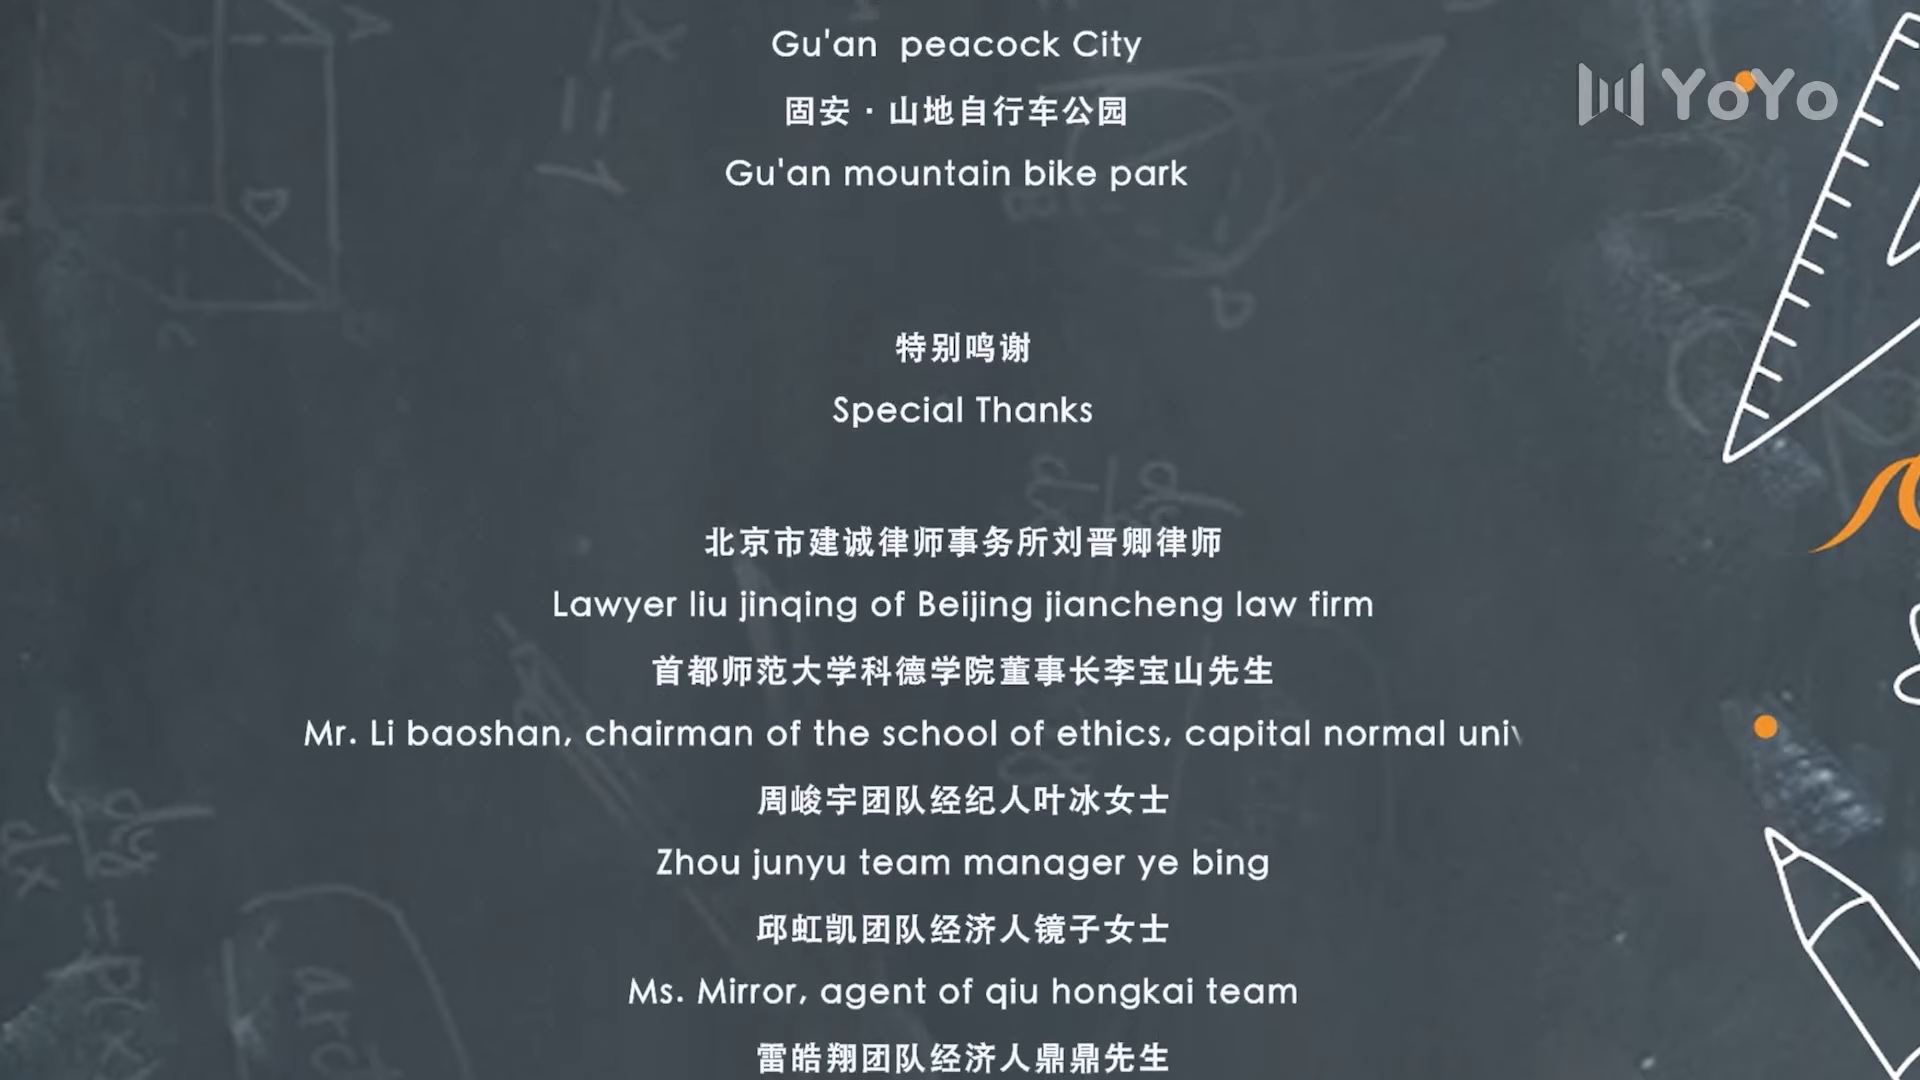 YoYo
Gu'an peacock City
固安·山地自行车公园
Gu'an mountain bike park
特别鸣谢
Special Thanks
北京市建诚律师事务所刘晋卿律师
Lawyer liu jinqing of Beijing jiancheng law firm
首都师范大学科德学院董事长李宝山先生
Mr. Li baoshan, chairman of the school of ethics, capital normal univ
周峻宇团队经纪人叶冰女士
Zhou junyu team manager ye bing
邱虹凯团队经济人镜子女士
Ms. Mirror, agent of qiu hongkai team
雷皓翔团队经济人鼎鼎先生